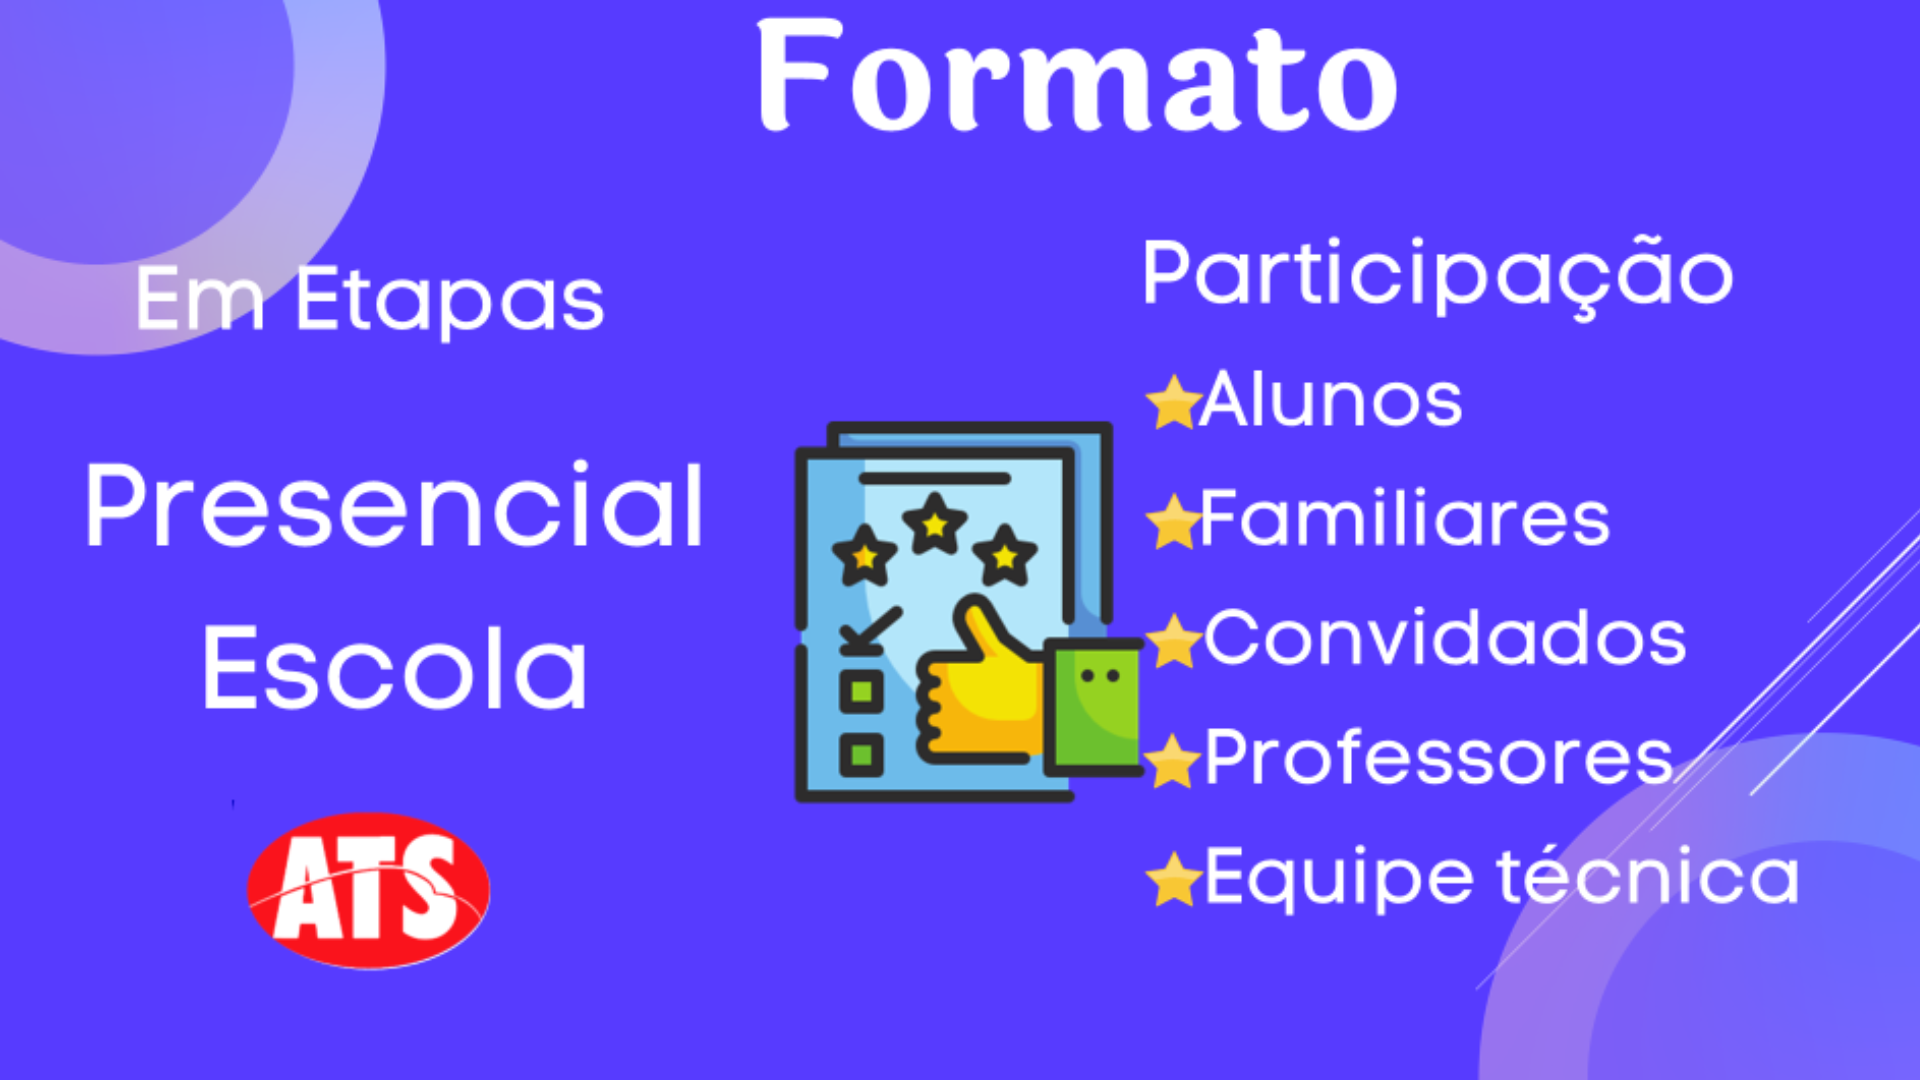 Formato
Em Etapas
Presencial
Escola
ATS
Participação
Alunos
Familiares
Convidados
Professores
Equipe técnica